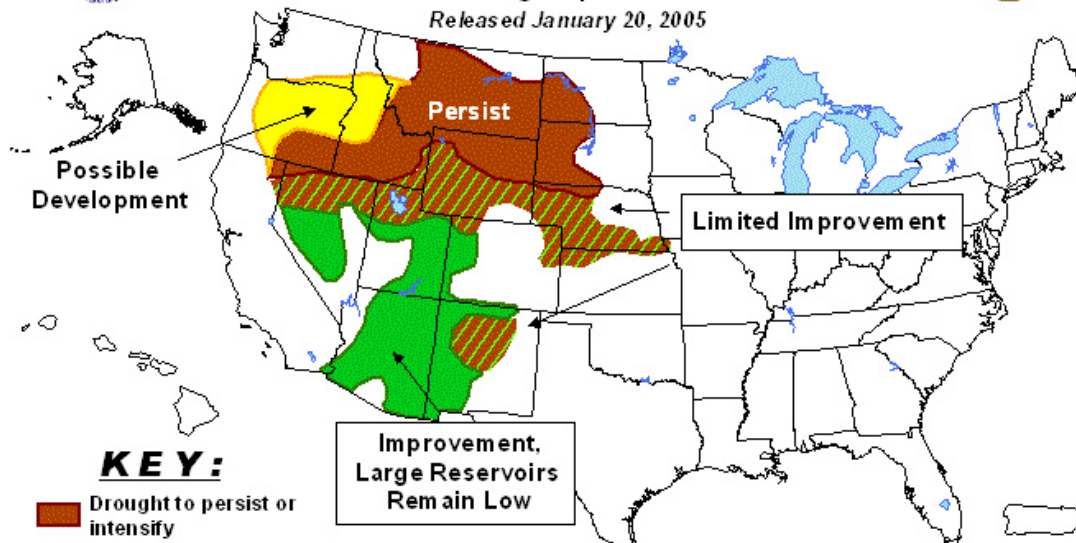 Released January 20, 2005
Persist
Possible
Development
Limited Improvement
Improvement,
Large Reservoirs
Remain Low
KEY:
Drought to persist or
intensify